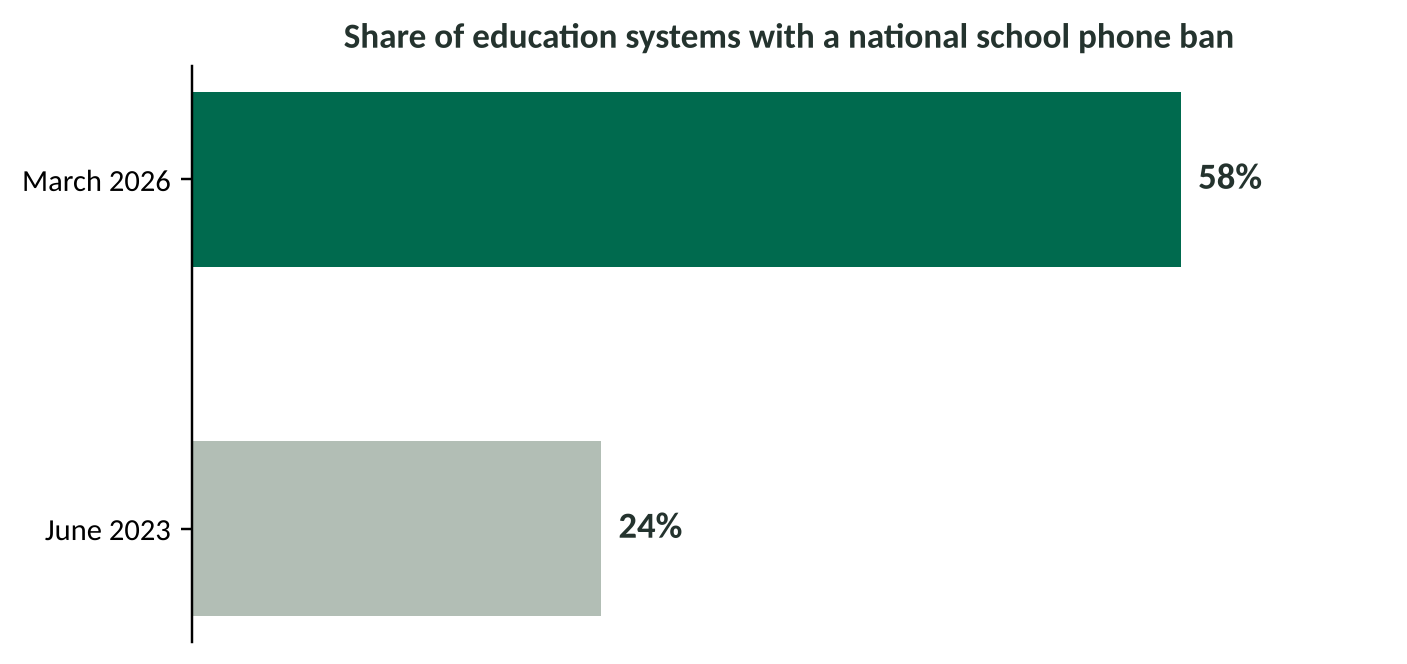 Share of education systems with a national school phone ban
March 2026
58%
June 2023
24%